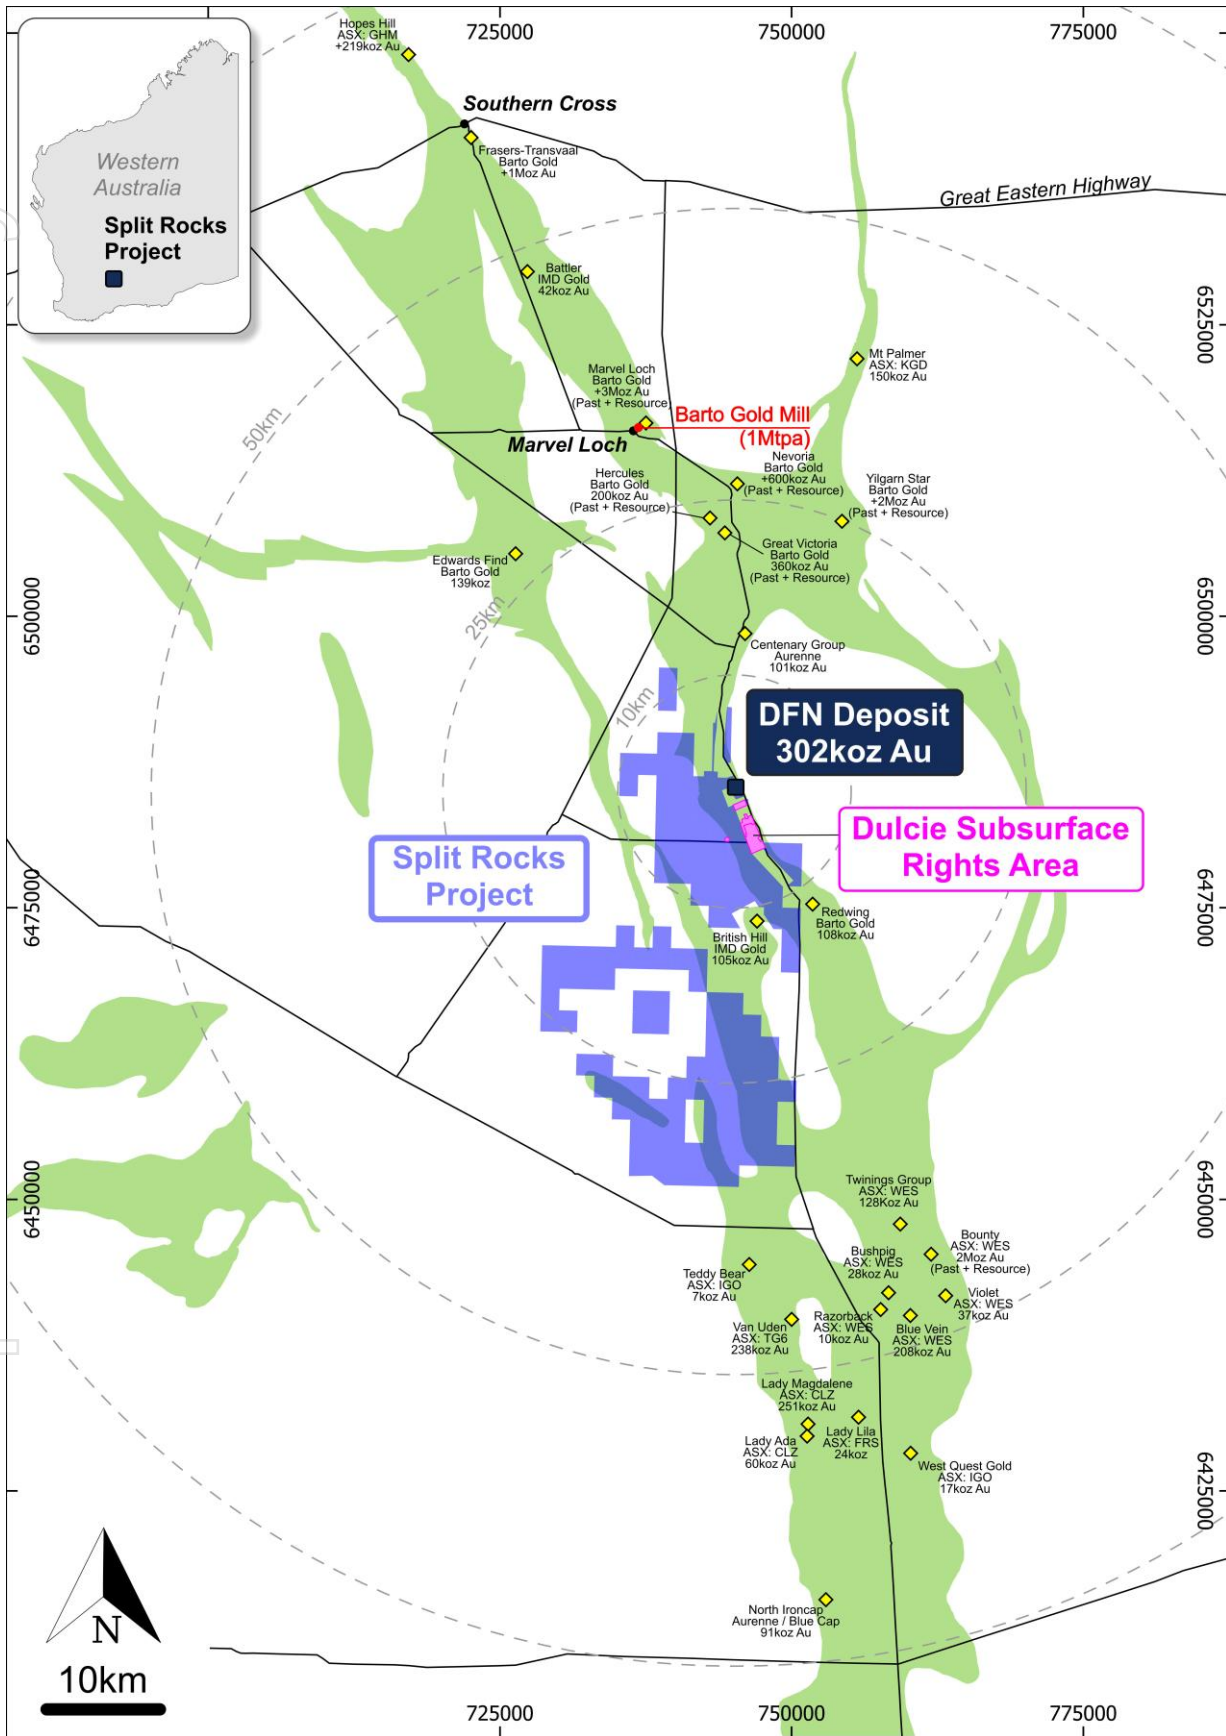 725000
750000
775000
Hopes Hill
ASX: GHM
+219koz Au
Western
Australia
Split Rocks
Project
Southern Cross
Frasers-Transvaal
Barto Gold
+1Moz Au
Great Eastern Highway
Battler
IMD Gold
42koz Au
6525000
Mt Palmer
ASX: KGD
150koz Au
Marvel Loch
Barto Gold
+3Moz Au
(Past + Resource)
Barto Gold Mill
(1Mtpa)
50km
Marvel Loch
Nevoria
Barto Gold
+600koz Au
(Past + Resource)
Hercules
Barto Gold
200koz Au
(Past + Resource)
Yilgarn Star
Barto Gold
+2Moz Au
(Past + Resource)
Great Victoria
Barto Gold
360koz Au
(Past + Resource)
Edwards Find
Barto Gold
139koz
25km
6500000
6500000
Centenary Group
Aurenne
101koz Au
10km
DFN Deposit
302koz Au
Dulcie Subsurface
Rights Area
Split Rocks
Project
6475000
6475000
Redwing
Barto Gold
108koz Au
British Hill
IMD Gold
105koz Au
6450000
6450000
Twinings Group
ASX: WES
128Koz Au
Bounty
ASX: WES
2Moz Au
(Past + Resource)
Bushpig
ASX: WES
28koz Au
Teddy Bear
ASX: IGO
7koz Au
Violet
ASX: WES
37koz Au
Razorback
ASX: WES
10koz Au
Blue Vein
ASX: WES
208koz Au
Van Uden
ASX: TG6
238koz Au
Lady Magdalene
ASX: CLZ
251koz Au
Lady Ada
ASX: CLZ
60koz Au
Lady Lila
ASX: FRS
24koz
West Quest Gold
ASX: IGO
17koz Au
6425000
North Ironcap
Aurenne / Blue Cap
91koz Au
N
10km
725000
750000
775000